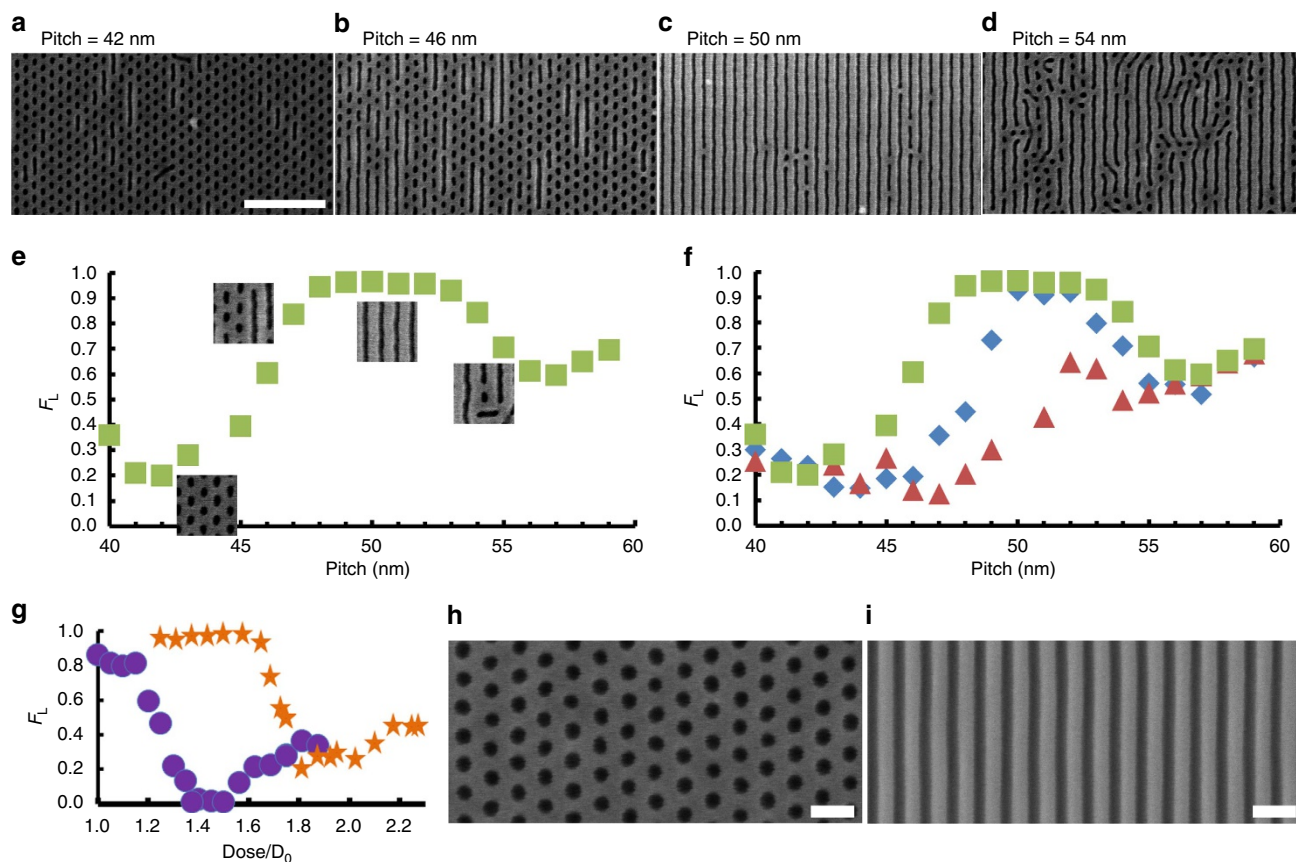 a
Pitch = 42 nm
b
Pitch = 46 nm
c
Pitch = 50 nm
d
Pitch = 54 nm
e
1.0
0.9
0.8
0.7
0.6
0.5
0.4
0.3
0.2
0.1
0.0
F_L
40 45 50 55 60
Pitch (nm)
f
1.0
0.9
0.8
0.7
0.6
0.5
0.4
0.3
0.2
0.1
0.0
F_L
40 45 50 55 60
Pitch (nm)
g
1.0
0.8
0.6
0.4
0.2
0.0
F_L
1.0 1.2 1.4 1.6 1.8 2.0 2.2
Dose/D_0
h
i